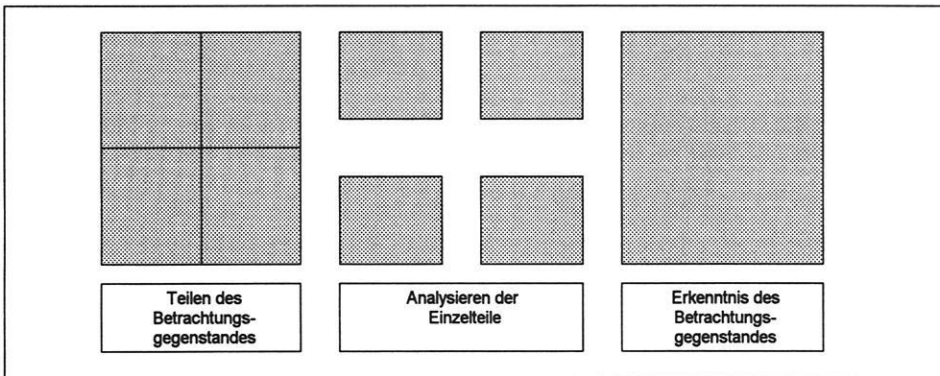 Teilen des
Betrachtungs-
gegenstandes
Analysieren der
Einzelteile
Erkenntnis des
Betrachtungs-
gegenstandes